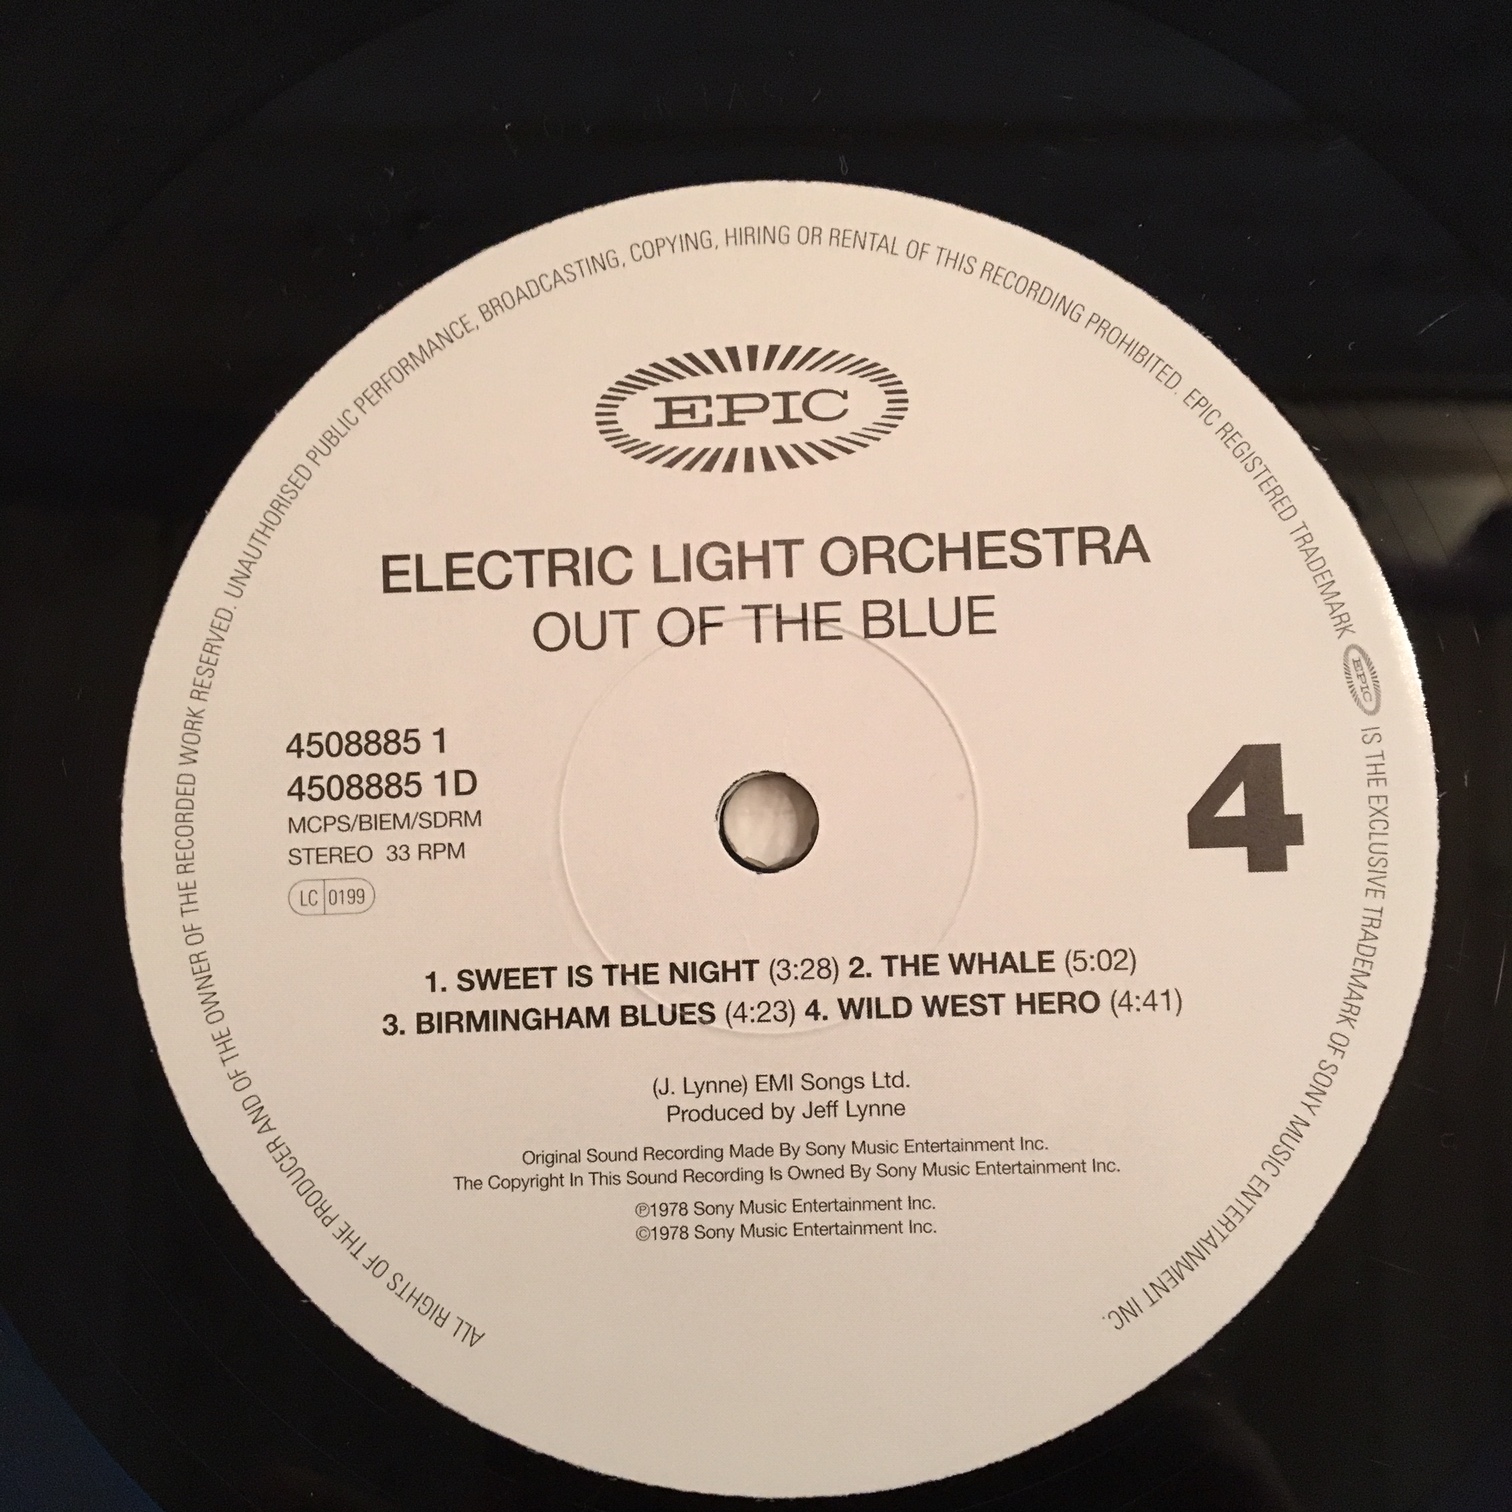 ALL RIGHTS OF THE PRODUCER AND OF THE OWNER OF THE RECORDED WORK RESERVED. UNAUTHORISED PUBLIC PERFORMANCE, BROADCASTING, COPYING, HIRING OR RENTAL OF THIS RECORDING PROHIBITED. EPIC REGISTERED TRADEMARK EPIC IS THE EXCLUSIVE TRADEMARK OF SONY MUSIC ENTERTAINMENT INC.
EPIC
ELECTRIC LIGHT ORCHESTRA
OUT OF THE BLUE
4508885 1
4508885 1D
MCPS/BIEM/SDRM
STEREO 33 RPM
LC 0199
4
1. SWEET IS THE NIGHT (3:28) 2. THE WHALE (5:02)
3. BIRMINGHAM BLUES (4:23) 4. WILD WEST HERO (4:41)
(J. Lynne) EMI Songs Ltd.
Produced by Jeff Lynne
Original Sound Recording Made By Sony Music Entertainment Inc.
The Copyright In This Sound Recording Is Owned By Sony Music Entertainment Inc.
℗1978 Sony Music Entertainment Inc.
©1978 Sony Music Entertainment Inc.